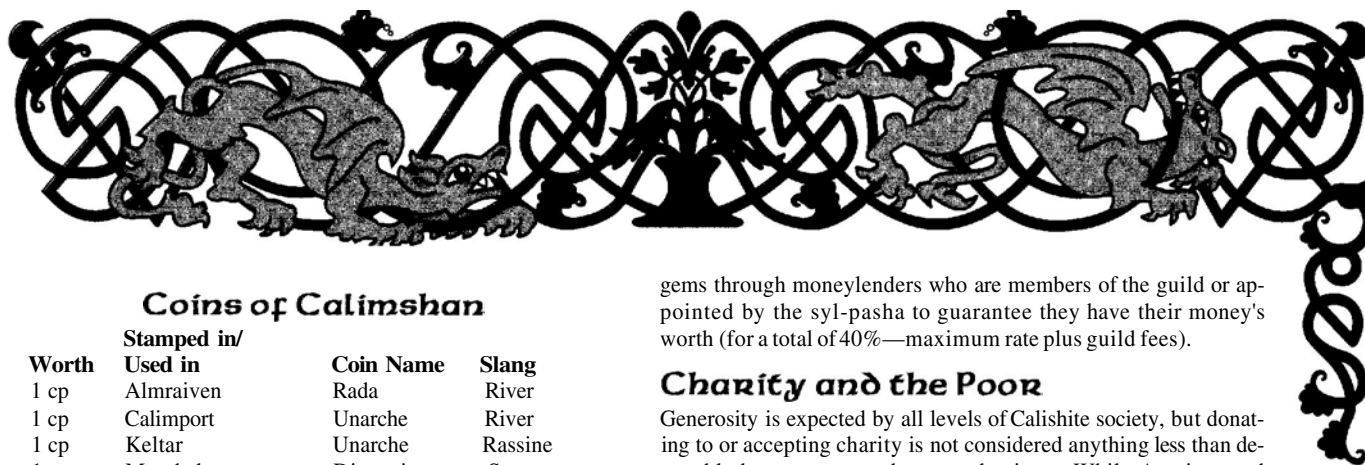 Coins of Calimshan
Stamped in/
Worth Used in Coin Name Slang
1 cp Almraiven Rada River
1 cp Calimport Unarche River
1 cp Keltar Unarche Rassine
gems through moneylenders who are members of the guild or ap-
pointed by the syl-pasha to guarantee they have their money's
worth (for a total of 40%—maximum rate plus guild fees).
Charity and the Poor
Generosity is expected by all levels of Calishite society, but donat-
ing to or accepting charity is not considered anything less than de-